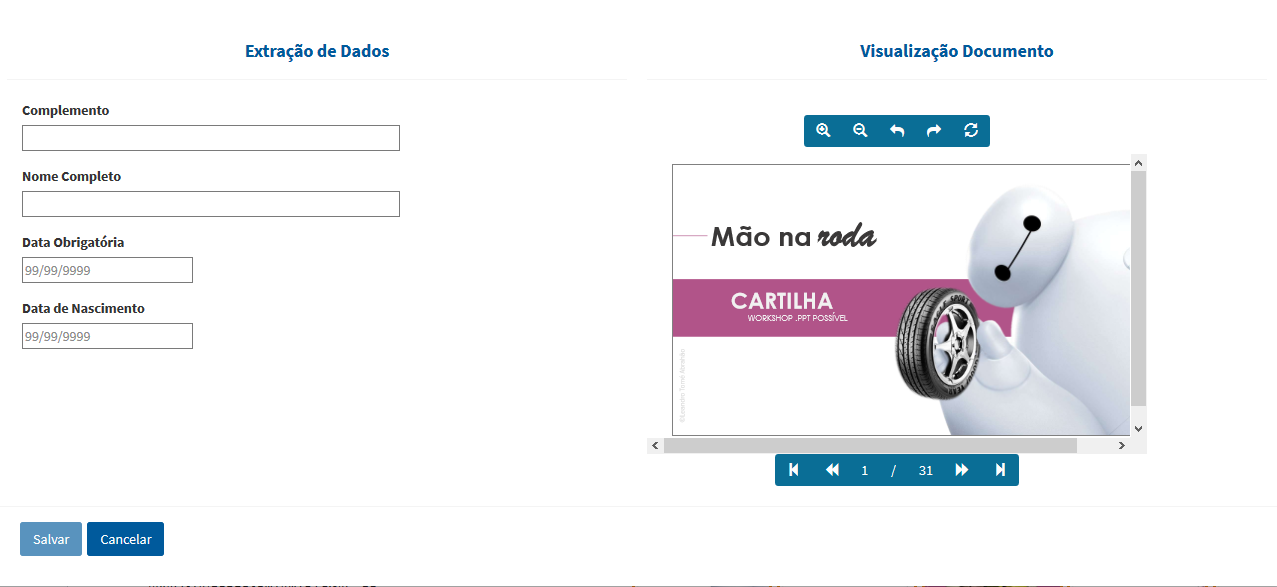 Extração de Dados
Complemento
Nome Completo
Data Obrigatória
99/99/9999
Data de Nascimento
99/99/9999
Visualização Documento
Mão na roda
CARTILHA
WORKSHOP .PPT POSSÍVEL
1 / 31
Salvar
Cancelar